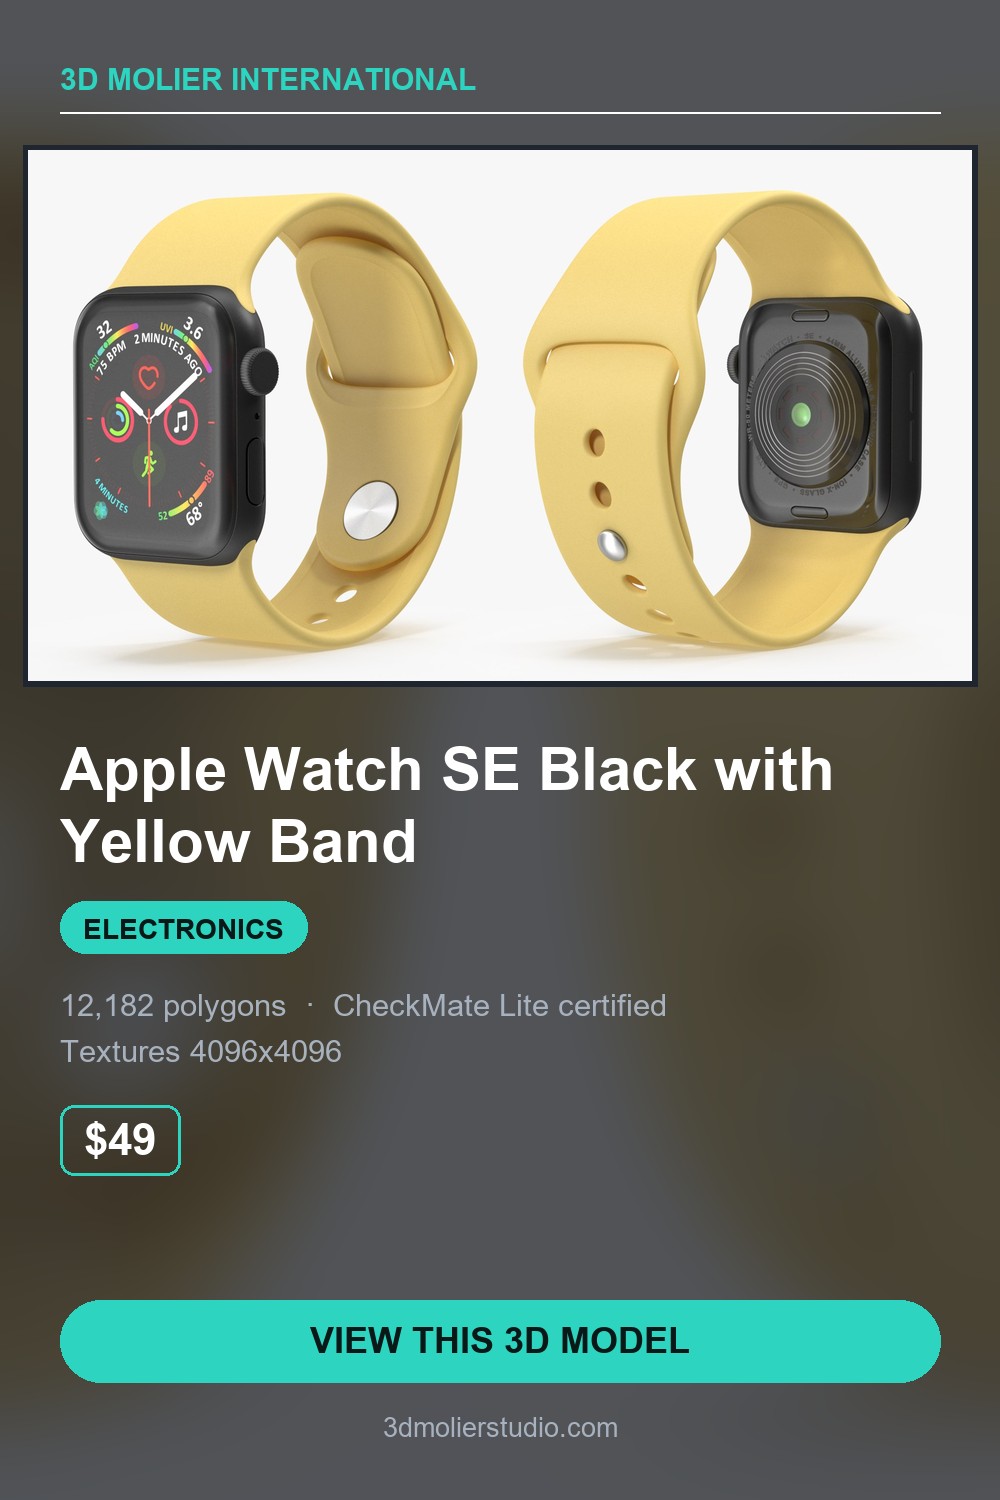 3D MOLIER INTERNATIONAL
32
3.6
AQI
UVI
75 BPM
2 MINUTES AGO
4 MINUTES
52
89
68°
Apple Watch SE Black with
Yellow Band
ELECTRONICS
12,182 polygons · CheckMate Lite certified
Textures 4096x4096
$49
VIEW THIS 3D MODEL
3dmolierstudio.com